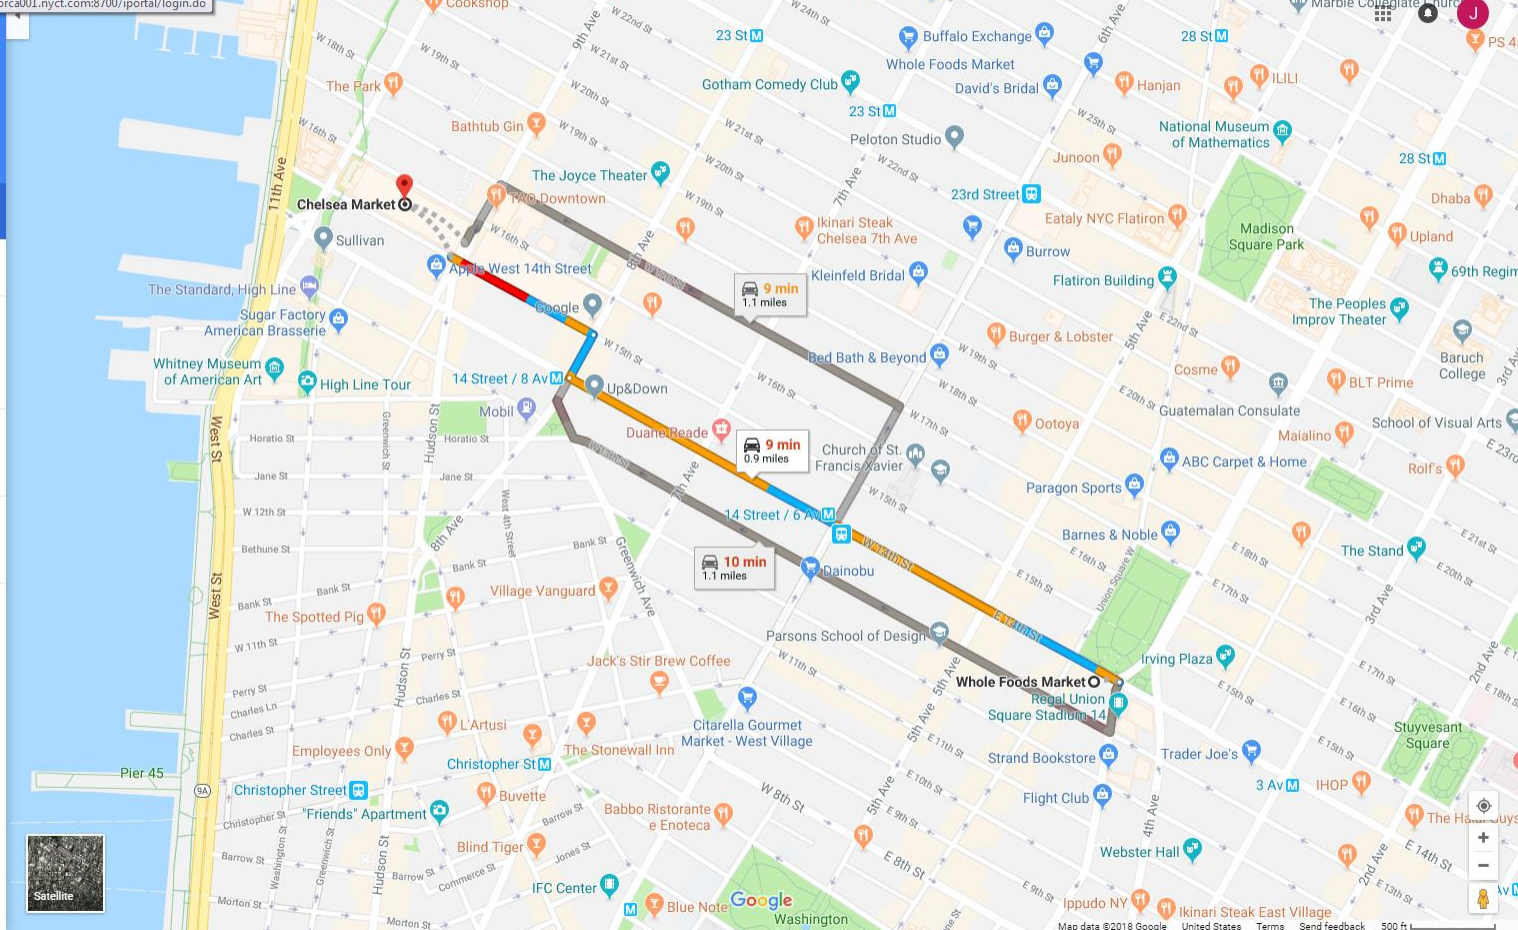 orca001.nyct.com:8700/iportal/login.do
Cookshop
W 24th St
9th Ave
6th Ave
Marble Collegiate Church
J
23 St M
Buffalo Exchange
28 St M
PS 4
W 18th St
W 19th St
W 22nd St
W 21st St
Whole Foods Market
The Park
Gotham Comedy Club
David's Bridal
Hanjan
ILILI
W 20th St
23 St M
W 16th St
Bathtub Gin
W 19th St
W 21st St
Peloton Studio
W 25th St
National Museum
of Mathematics
W 20th St
W 22nd St
Junoon
28 St M
11th Ave
The Joyce Theater
7th Ave
23rd Street
Dhaba
Chelsea Market
TAO Downtown
W 19th St
Ikinari Steak
Chelsea 7th Ave
Eataly NYC Flatiron
Madison
Square Park
Upland
Sullivan
W 16th St
8th Ave
Burrow
Apple West 14th Street
Kleinfeld Bridal
Flatiron Building
69th Regim
The Standard, High Line
9 min
1.1 miles
Google
The Peoples
Improv Theater
Sugar Factory
American Brasserie
E 22nd St
5th Ave
Burger & Lobster
W 15th St
Bed Bath & Beyond
W 19th St
Baruch
College
3rd Ave
Whitney Museum
of American Art
High Line Tour
14 Street / 8 Av M
Up&Down
W 16th St
W 18th St
Cosme
BLT Prime
Mobil
W 17th St
Guatemalan Consulate
School of Visual Arts
West St
Hudson St
Greenwich St
Horatio St
Horatio St
Duane Reade
9 min
0.9 miles
Church of St.
Francis Xavier
Ootoya
Maialino
E 23rd St
Jane St
Jane St
7th Ave
ABC Carpet & Home
Rolf's
Paragon Sports
West 4th Street
W 15th St
W 12th St
14 Street / 6 Av M
8th Ave
Barnes & Noble
E 21st St
Bethune St
Bank St
W 14th St
E 16th St
E 18th St
The Stand
10 min
1.1 miles
Dainobu
E 15th St
Union Square W
E 17th St
E 20th St
Bank St
Greenwich Ave
West St
Village Vanguard
Bank St
3rd Ave
E 19th St
The Spotted Pig
E 14th St
Parsons School of Design
W 11th St
Perry St
W 11th St
Irving Plaza
2nd Ave
Jack's Stir Brew Coffee
5th Ave
Whole Foods Market
Hudson St
Perry St
Charles St
Regal Union
Square Stadium 14
Charles Ln
L'Artusi
Citarella Gourmet
Market - West Village
5th Ave
Charles St
Stuyvesant
Square
Employees Only
The Stonewall Inn
E 11th St
E 15th St
Strand Bookstore
Trader Joe's
Pier 45
Christopher St M
9A
Christopher Street
Buvette
W 8th St
E 10th St
Flight Club
3 Av M
IHOP
"Friends" Apartment
Babbo Ristorante
e Enoteca
5th Ave
E 9th St
4th Ave
Christopher St
Barrow St
Blind Tiger
Webster Hall
E 14th St
Barrow St
Jones St
E 8th St
2nd Ave
Washington St
Greenwich St
Hudson St
Barrow St
Commerce St
Satellite
IFC Center
E 9th St
E 13th St
Morton St
Morton St
M
Blue Note
Google
Washington
Ippudo NY
Ikinari Steak East Village
Map data ©2018 Google United States Terms Send feedback 500 ft